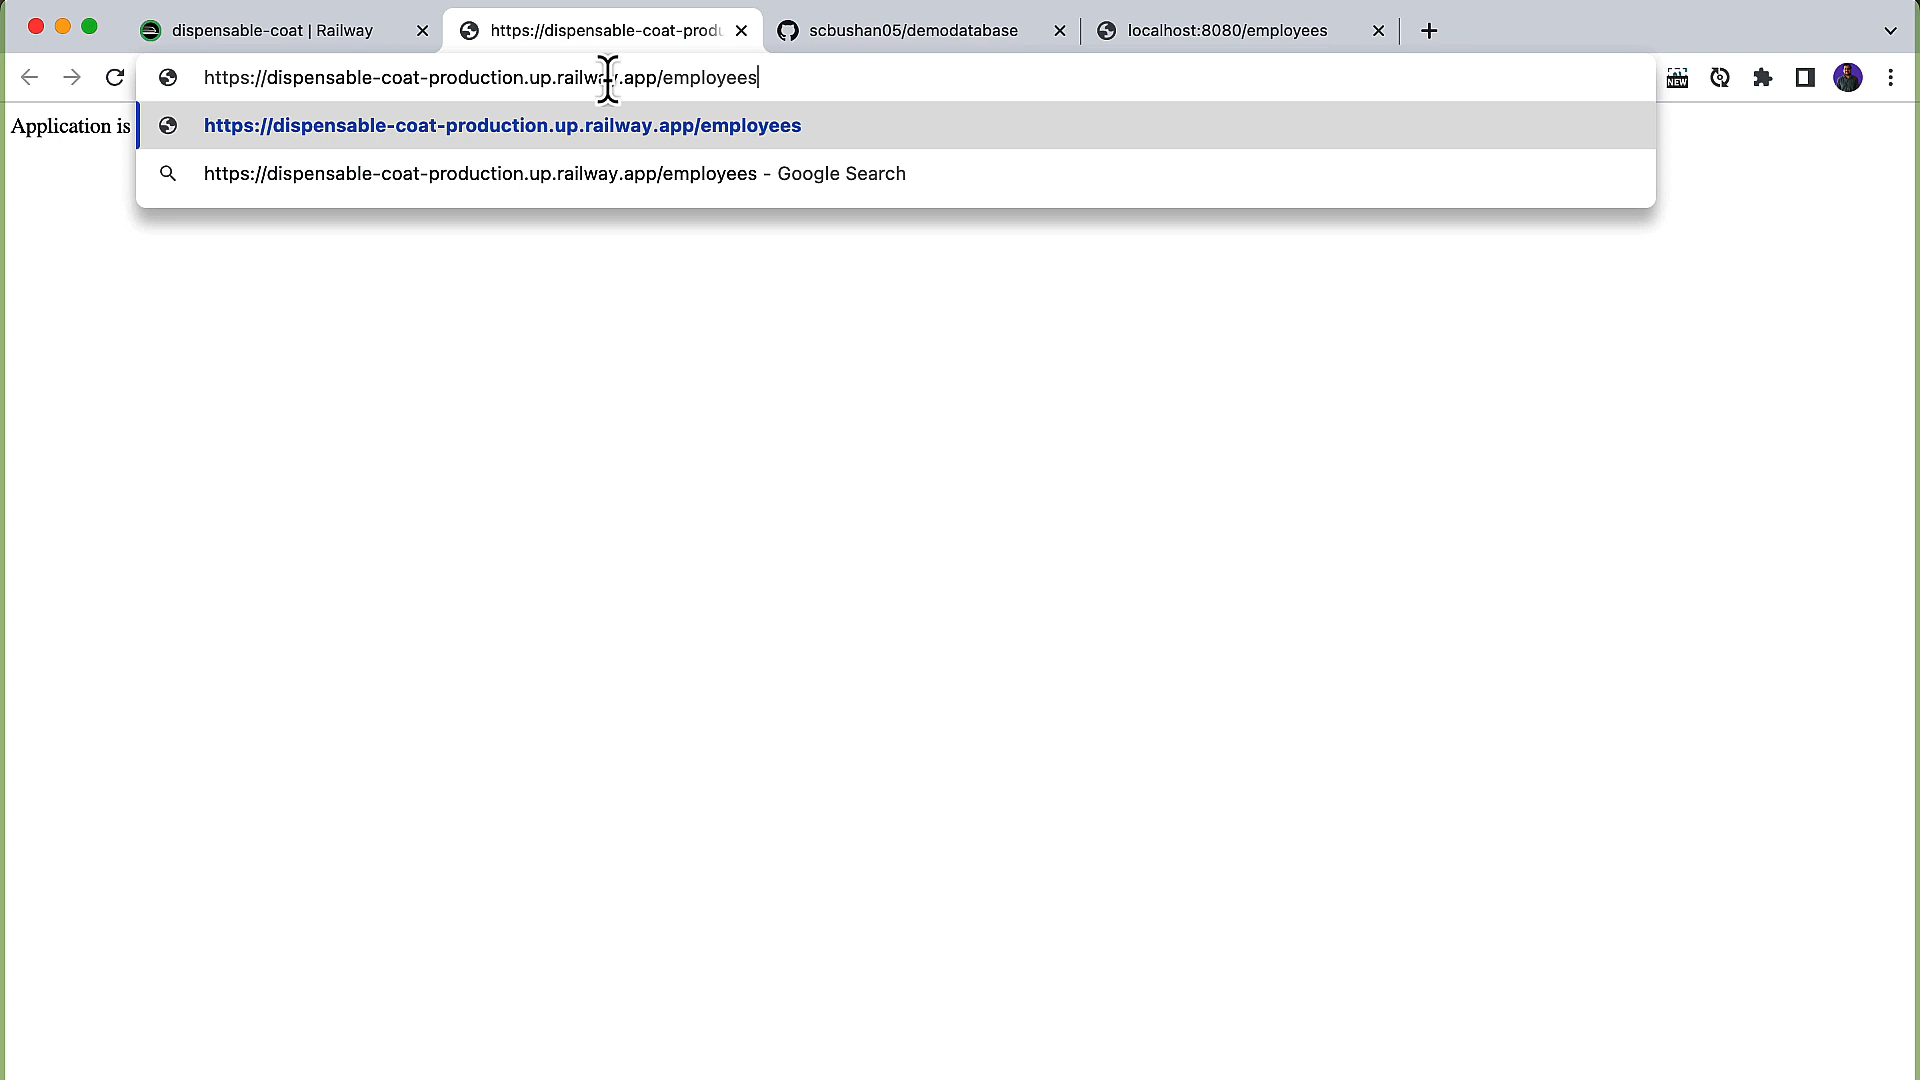 dispensable-coat | Railway
https://dispensable-coat-produ
scbushan05/demodatabase
localhost:8080/employees
https://dispensable-coat-production.up.railway.app/employees
NEW
Application is
https://dispensable-coat-production.up.railway.app/employees
https://dispensable-coat-production.up.railway.app/employees - Google Search